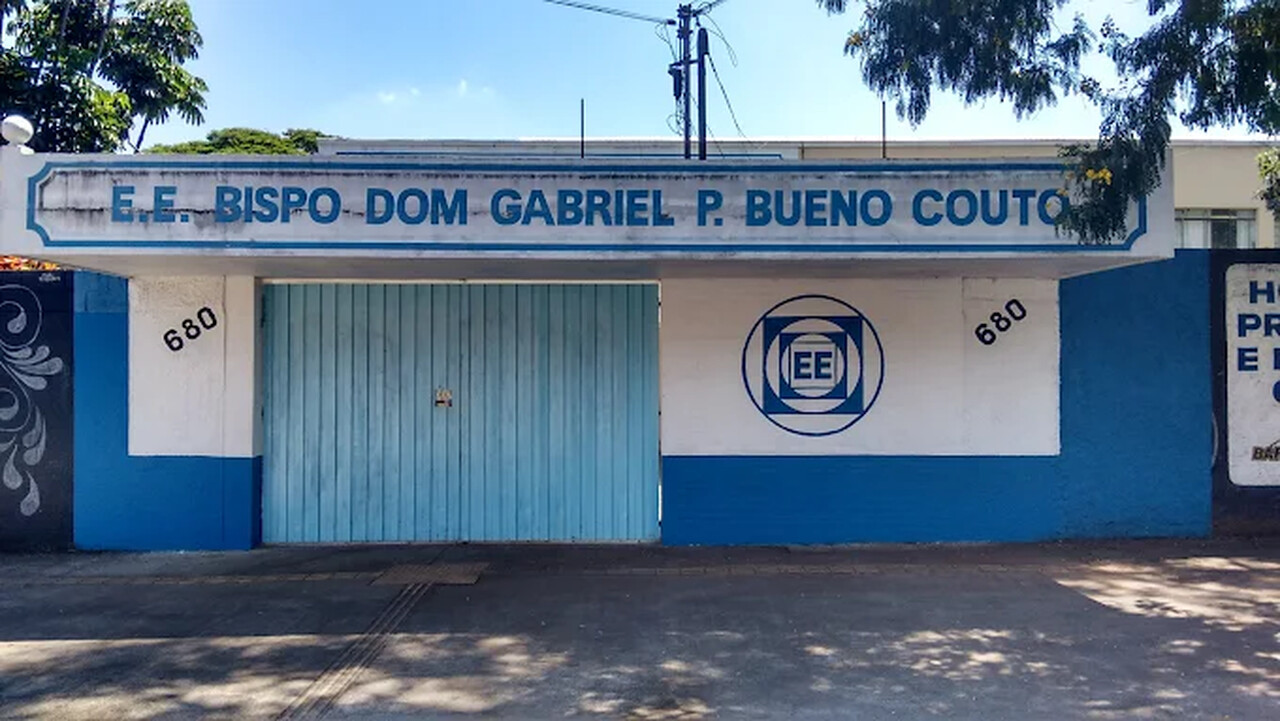 E.E. BISPO DOM GABRIEL P. BUENO COUTO
680
EE
680
E